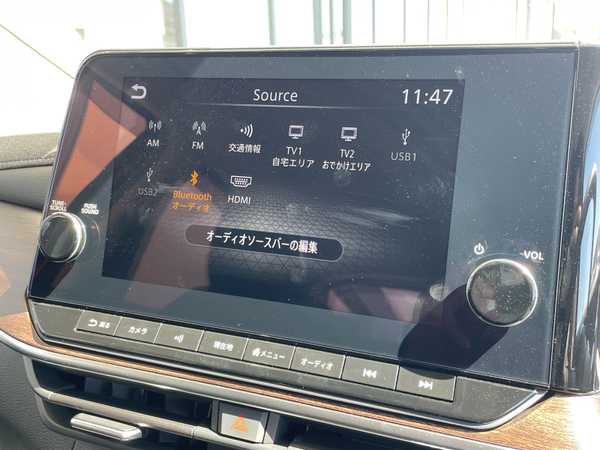 Source
11:47
AM
FM
交通情報
TV1
自宅エリア
TV2
おでかけエリア
USB1
USB2
Bluetooth
オーディオ
HDMI
オーディオソースバーの編集
TUNE・
SCROLL
PUSH
SOUND
VOL
戻る
カメラ
現在地
メニュー
オーディオ